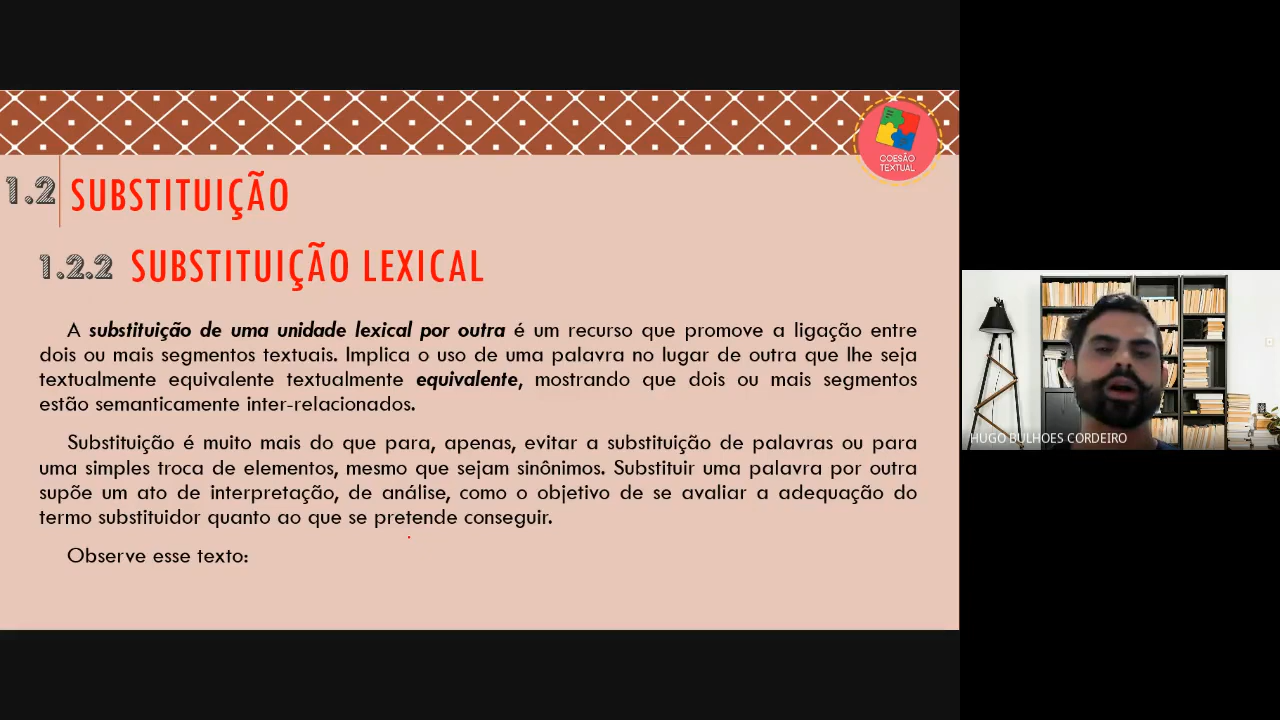 COESÃO
TEXTUAL
1.2 SUBSTITUIÇÃO
1.2.2 SUBSTITUIÇÃO LEXICAL
A substituição de uma unidade lexical por outra é um recurso que promove a ligação entre
dois ou mais segmentos textuais. Implica o uso de uma palavra no lugar de outra que lhe seja
textualmente equivalente textualmente equivalente, mostrando que dois ou mais segmentos
estão semanticamente inter-relacionados.
Substituição é muito mais do que para, apenas, evitar a substituição de palavras ou para
uma simples troca de elementos, mesmo que sejam sinônimos. Substituir uma palavra por outra
supõe um ato de interpretação, de análise, como o objetivo de se avaliar a adequação do
termo substituidor quanto ao que se pretende conseguir.
Observe esse texto:
HUGO BULHOES CORDEIRO